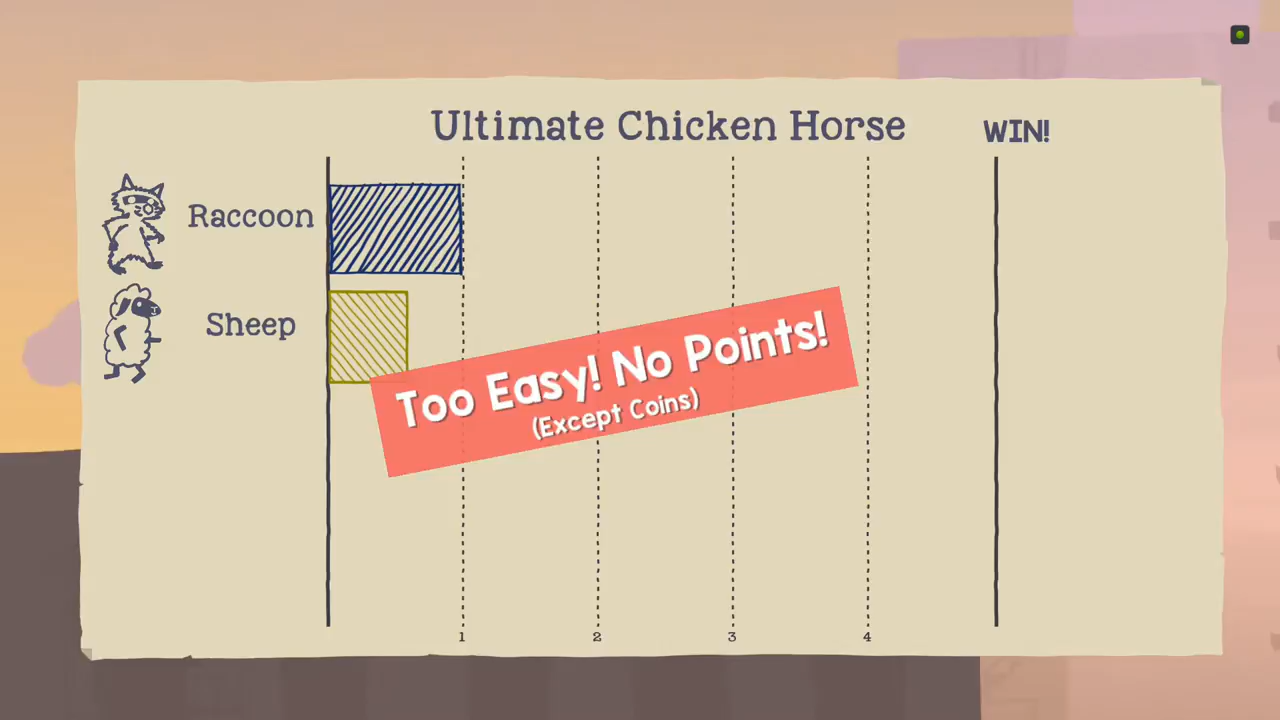 Ultimate Chicken Horse
WIN!
Raccoon
Sheep
Too Easy! No Points!
(Except Coins)
1 2 3 4